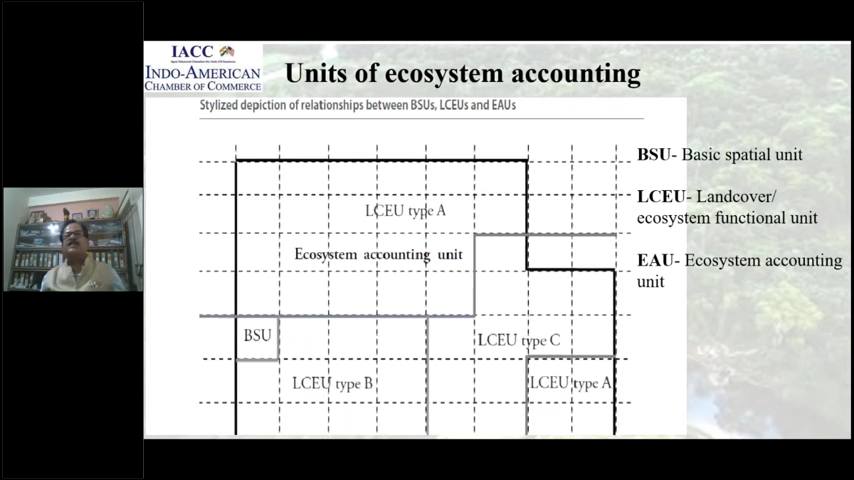 IACC
INDO-AMERICAN
CHAMBER OF COMMERCE
Units of ecosystem accounting
Stylized depiction of relationships between BSUs, LCEUs and EAUs
BSU- Basic spatial unit
LCEU- Landcover/
ecosystem functional unit
EAU- Ecosystem accounting
unit
LCEU type A
Ecosystem accounting unit
BSU
LCEU type C
LCEU type B
LCEU type A